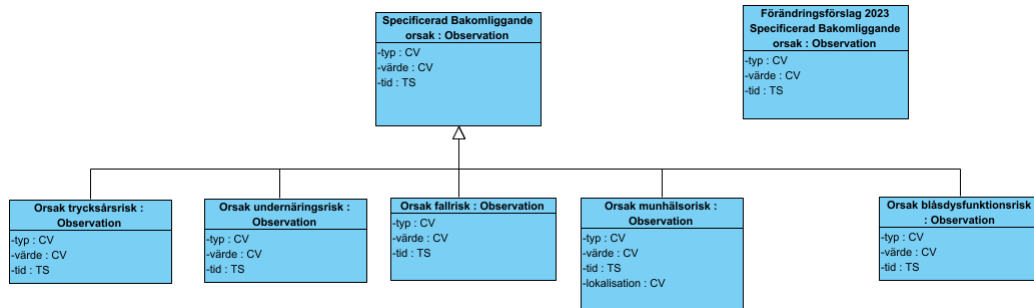 Specificerad Bakomliggande
orsak : Observation
-typ : CV
-värde : CV
-tid : TS
Förändringsförslag 2023
Specificerad Bakomliggande
orsak : Observation
-typ : CV
-värde : CV
-tid : TS
Orsak trycksårsrisk :
Observation
-typ : CV
-värde : CV
-tid : TS
Orsak undernäringsrisk :
Observation
-typ : CV
-värde : CV
-tid : TS
Orsak fallrisk : Observation
-typ : CV
-värde : CV
-tid : TS
Orsak munhälsorisk :
Observation
-typ : CV
-värde : CV
-tid : TS
-lokalisation : CV
Orsak blåsdysfunktionsrisk
: Observation
-typ : CV
-värde : CV
-tid : TS